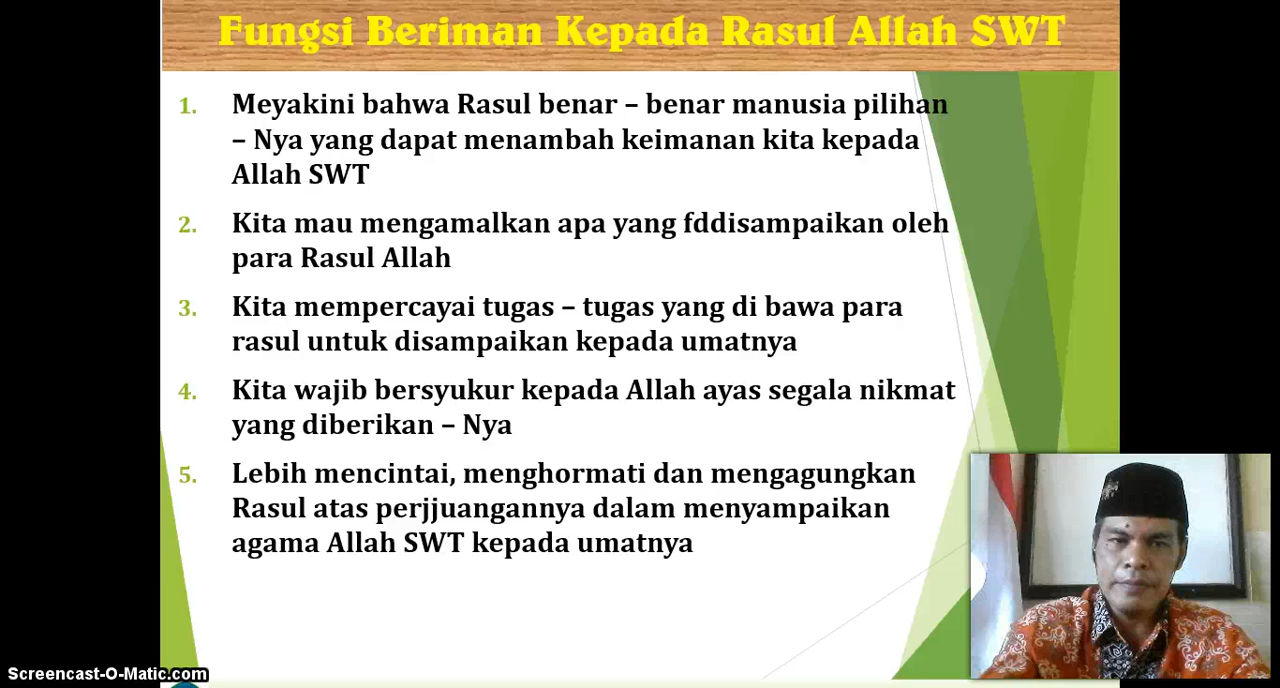 Fungsi Beriman Kepada Rasul Allah SWT
1. Meyakini bahwa Rasul benar – benar manusia pilihan
– Nya yang dapat menambah keimanan kita kepada
Allah SWT
2. Kita mau mengamalkan apa yang fddisampaikan oleh
para Rasul Allah
3. Kita mempercayai tugas – tugas yang di bawa para
rasul untuk disampaikan kepada umatnya
4. Kita wajib bersyukur kepada Allah ayas segala nikmat
yang diberikan – Nya
5. Lebih mencintai, menghormati dan mengagungkan
Rasul atas perjjuangannya dalam menyampaikan
agama Allah SWT kepada umatnya
Screencast-O-Matic.com